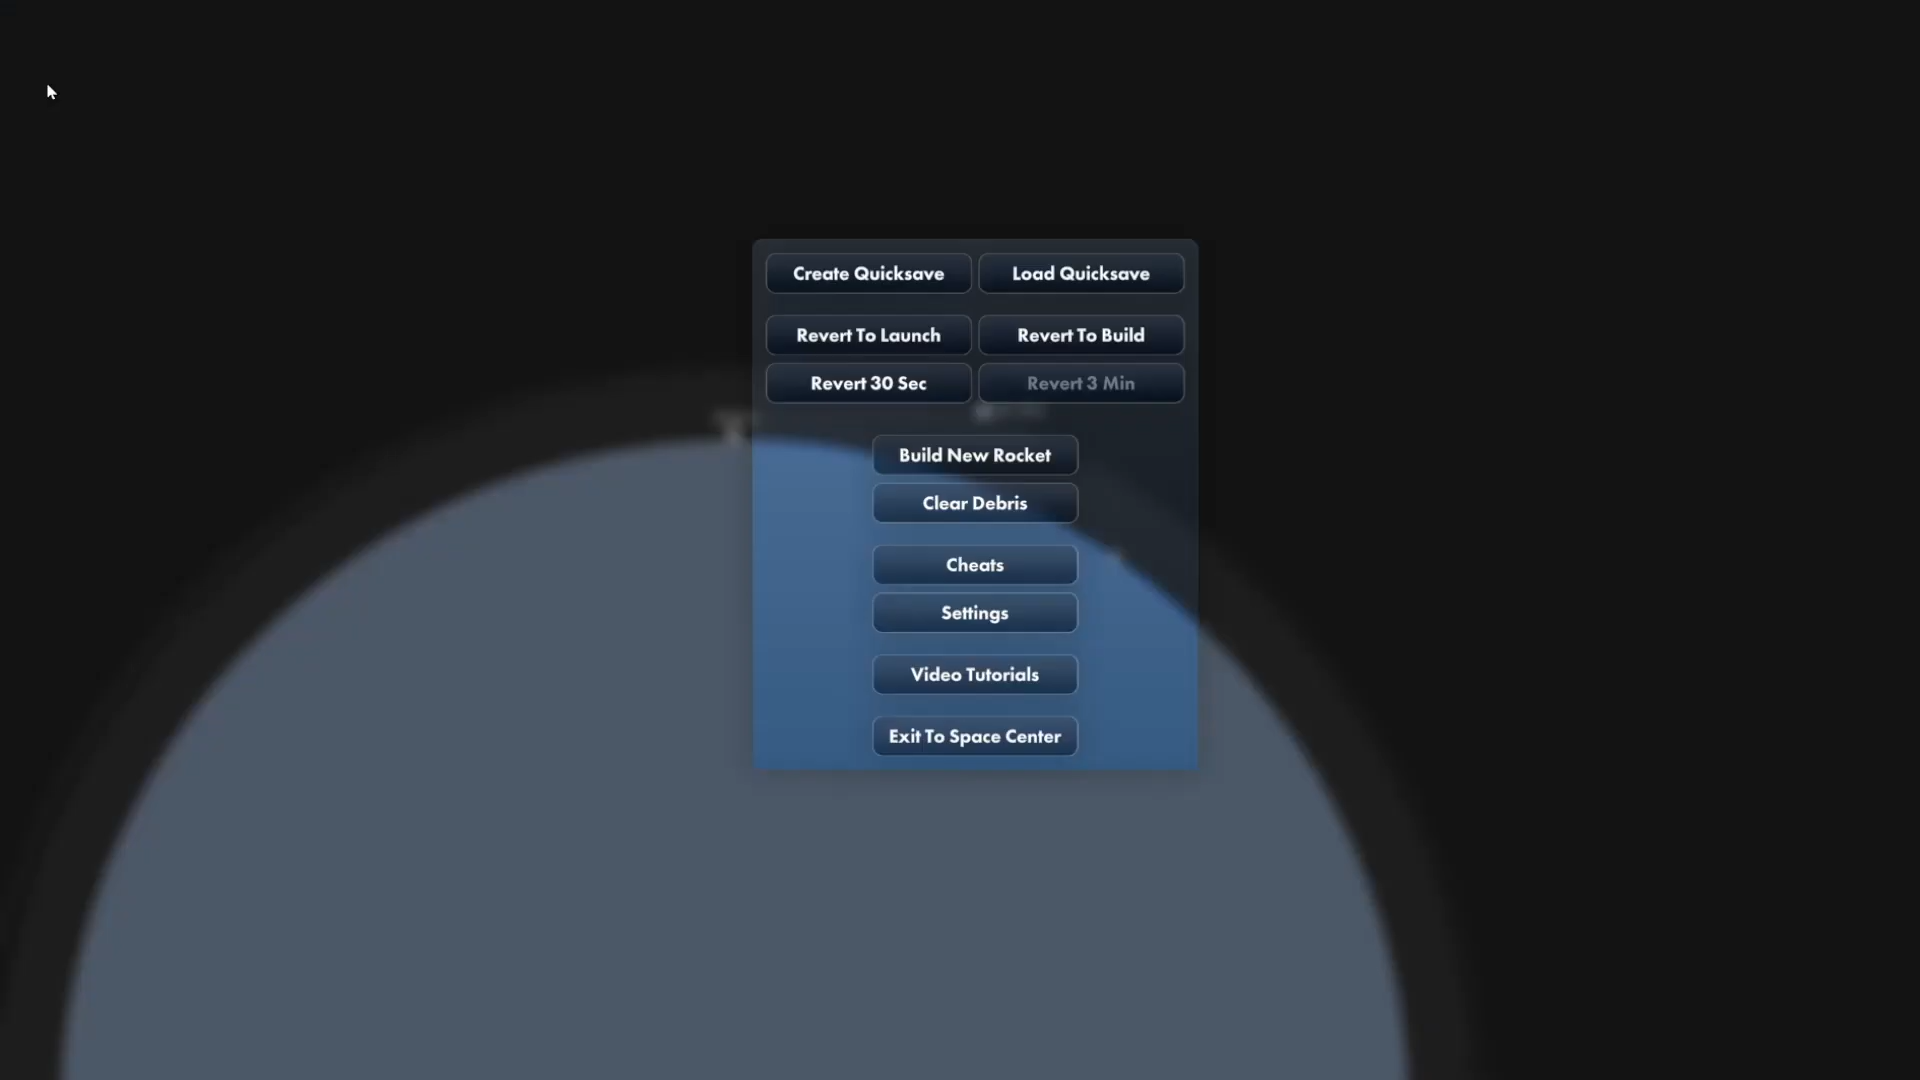 Create Quicksave Load Quicksave
Revert To Launch Revert To Build
Revert 30 Sec Revert 3 Min
Build New Rocket
Clear Debris
Cheats
Settings
Video Tutorials
Exit To Space Center